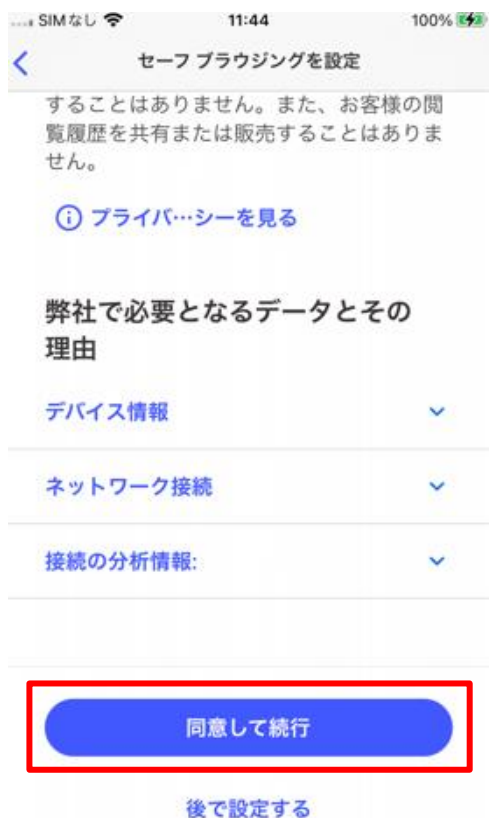 SIMなし 11:44 100%
セーフ ブラウジングを設定
することはありません。また、お客様の閲
覧履歴を共有または販売することはありま
せん。
プライバ…シーを見る
弊社で必要となるデータとその
理由
デバイス情報
ネットワーク接続
接続の分析情報:
同意して続行
後で設定する